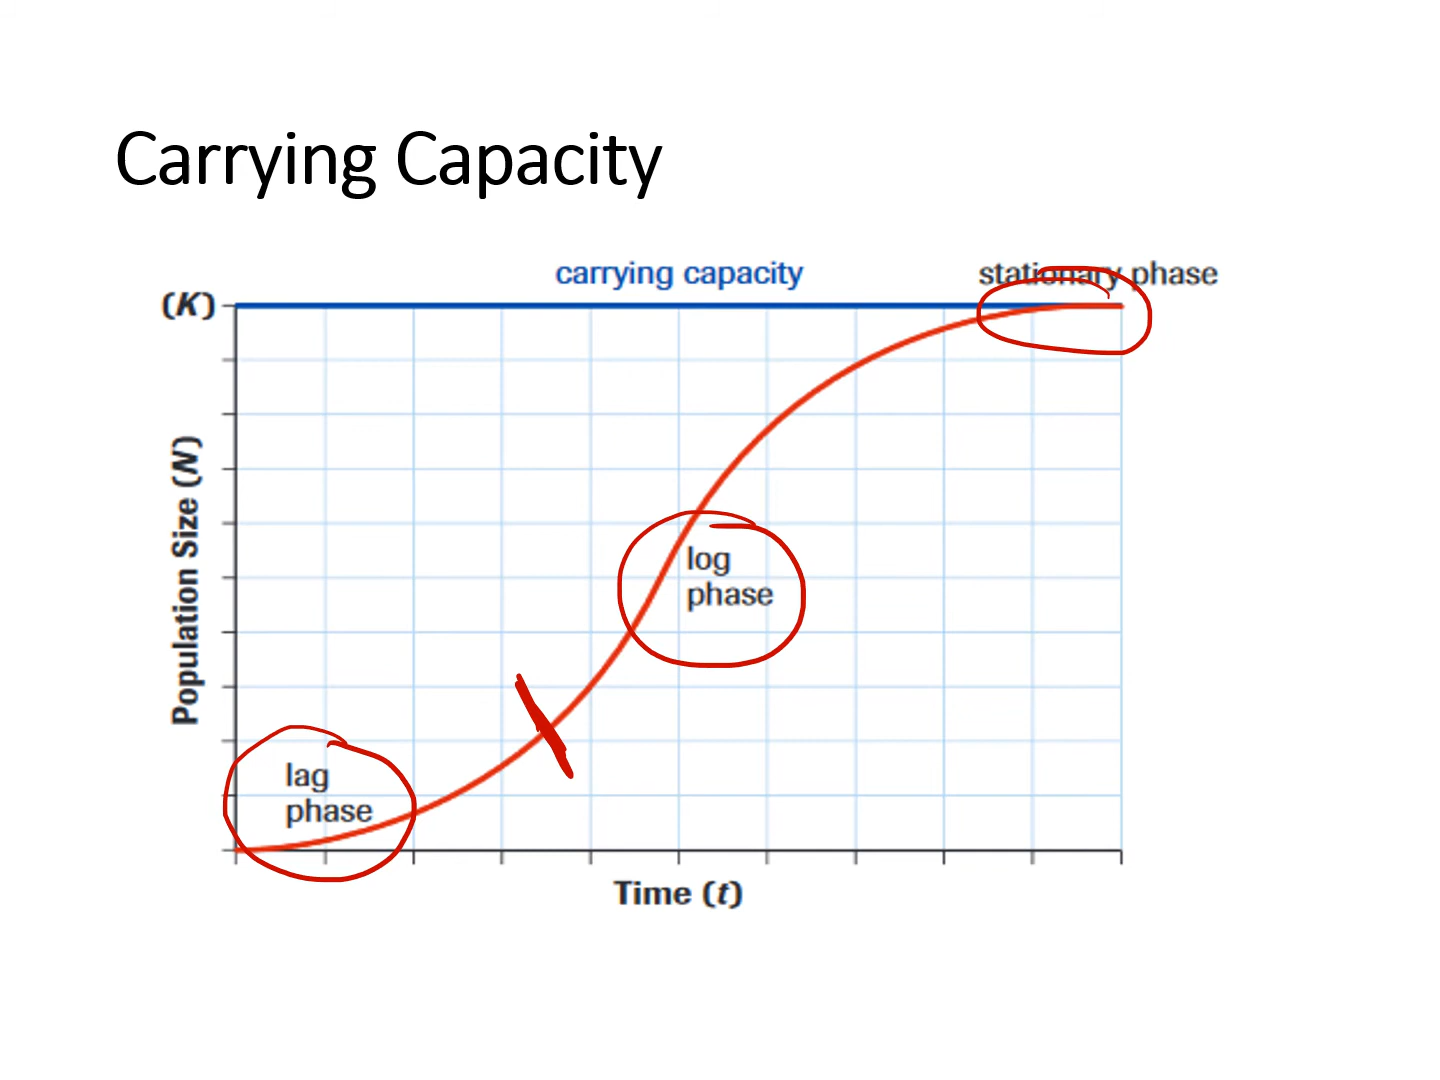 Carrying Capacity
carrying capacity
stationary phase
(K)
Population Size (N)
log
phase
lag
phase
Time (t)